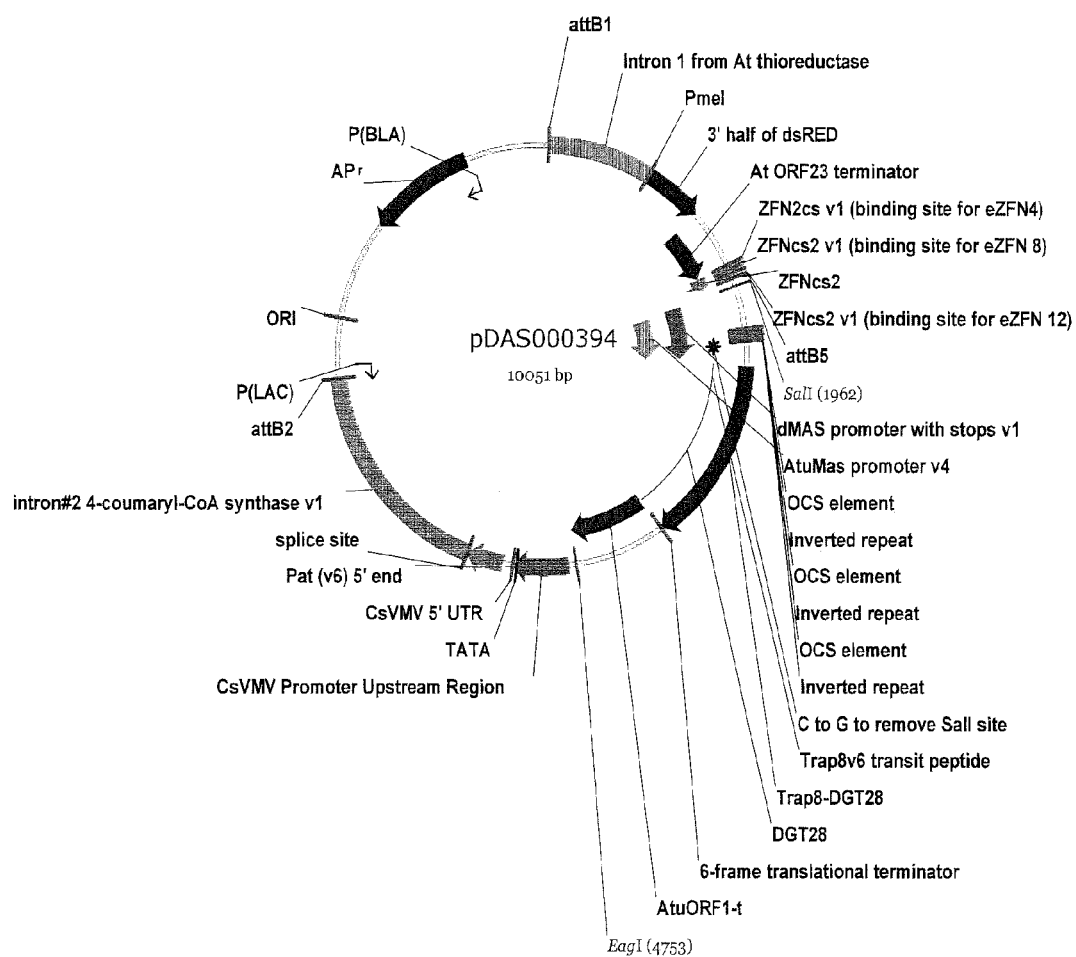 attB1
Intron 1 from At thioreductase
PmeI
P(BLA)
3' half of dsRED
APʳ
At ORF23 terminator
ZFN2cs v1 (binding site for eZFN4)
ZFNcs2 v1 (binding site for eZFN 8)
ZFNcs2
ORI
ZFNcs2 v1 (binding site for eZFN 12)
pDAS000394
10051 bp
attB5
P(LAC)
SalI (1962)
attB2
dMAS promoter with stops v1
AtuMas promoter v4
intron#2 4-coumaryl-CoA synthase v1
OCS element
splice site
Inverted repeat
Pat (v6) 5' end
OCS element
CsVMV 5' UTR
Inverted repeat
TATA
OCS element
CsVMV Promoter Upstream Region
Inverted repeat
C to G to remove SalI site
Trap8v6 transit peptide
Trap8-DGT28
DGT28
6-frame translational terminator
AtuORF1-t
EagI (4753)